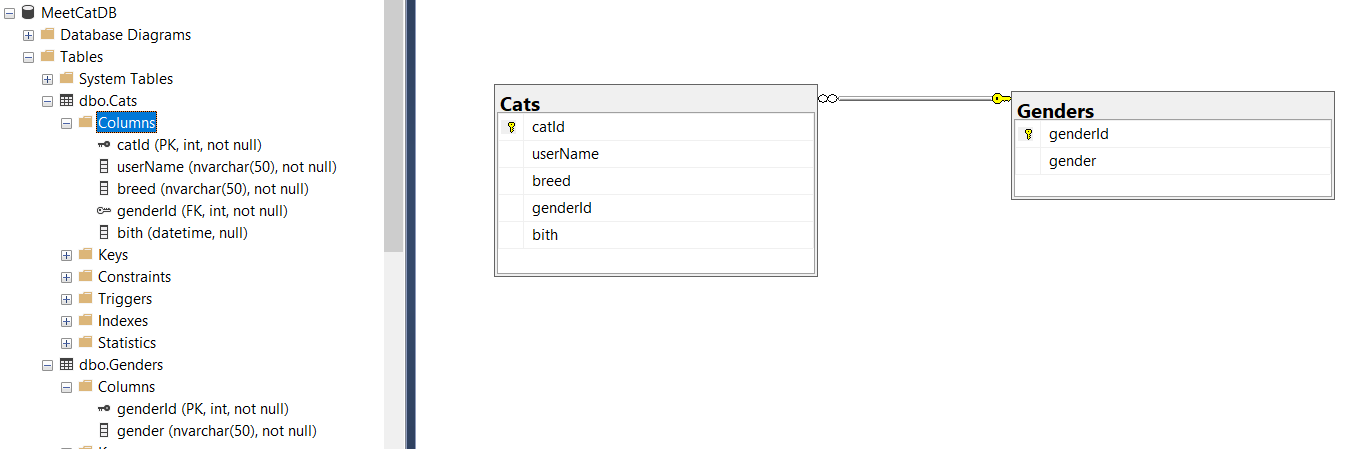 MeetCatDB
Database Diagrams
Tables
System Tables
dbo.Cats
Columns
catId (PK, int, not null)
userName (nvarchar(50), not null)
breed (nvarchar(50), not null)
genderId (FK, int, not null)
bith (datetime, null)
Keys
Constraints
Triggers
Indexes
Statistics
dbo.Genders
Columns
genderId (PK, int, not null)
gender (nvarchar(50), not null)
Cats
catId
userName
breed
genderId
bith
Genders
genderId
gender